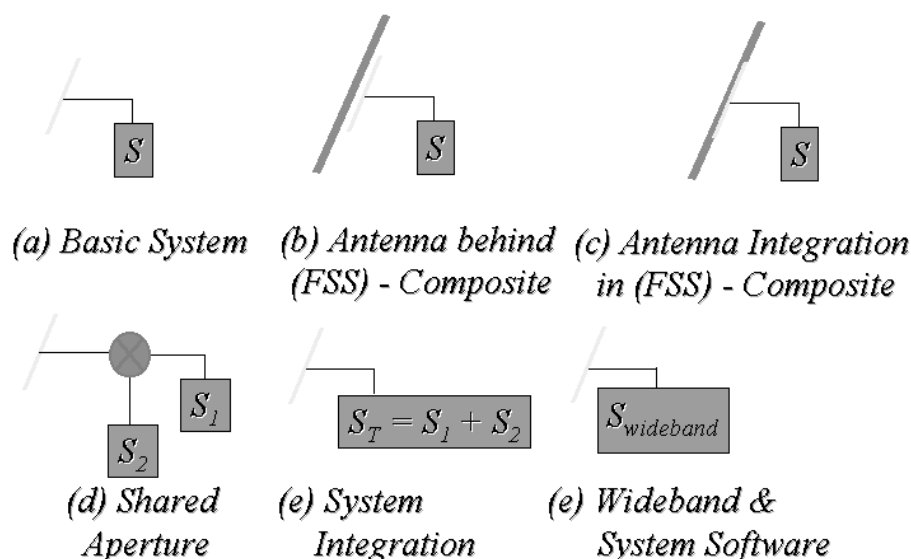 S
S
S
(a) Basic System
(b) Antenna behind
(FSS) - Composite
(c) Antenna Integration
in (FSS) - Composite
S1
S2
ST = S1 + S2
Swideband
(d) Shared
Aperture
(e) System
Integration
(e) Wideband &
System Software